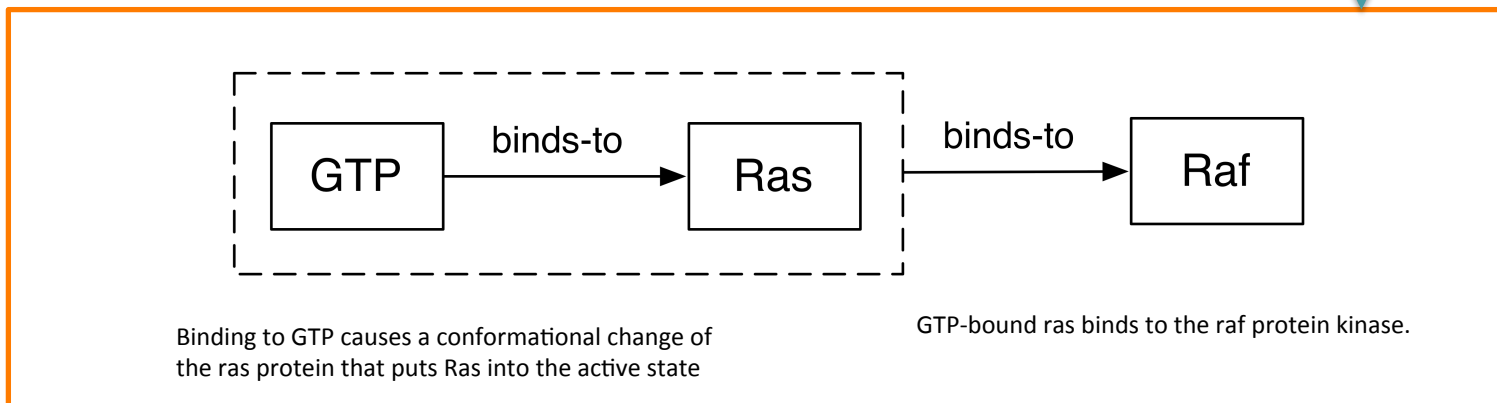 binds-to
binds-to
GTP
Ras
Raf
Binding to GTP causes a conformational change of
the ras protein that puts Ras into the active state
GTP-bound ras binds to the raf protein kinase.